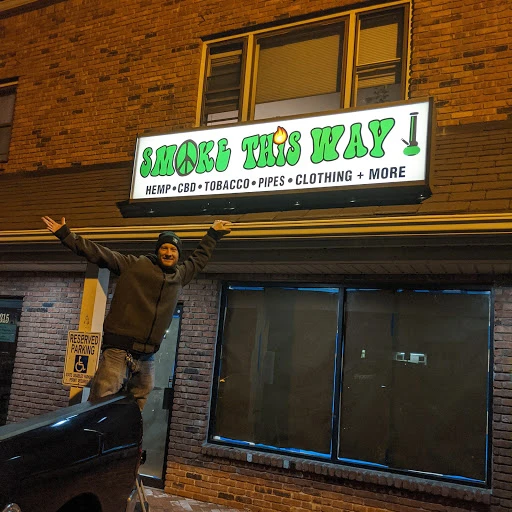 SMOKE THIS WAY
HEMP • CBD • TOBACCO • PIPES • CLOTHING + MORE
RESERVED
PARKING